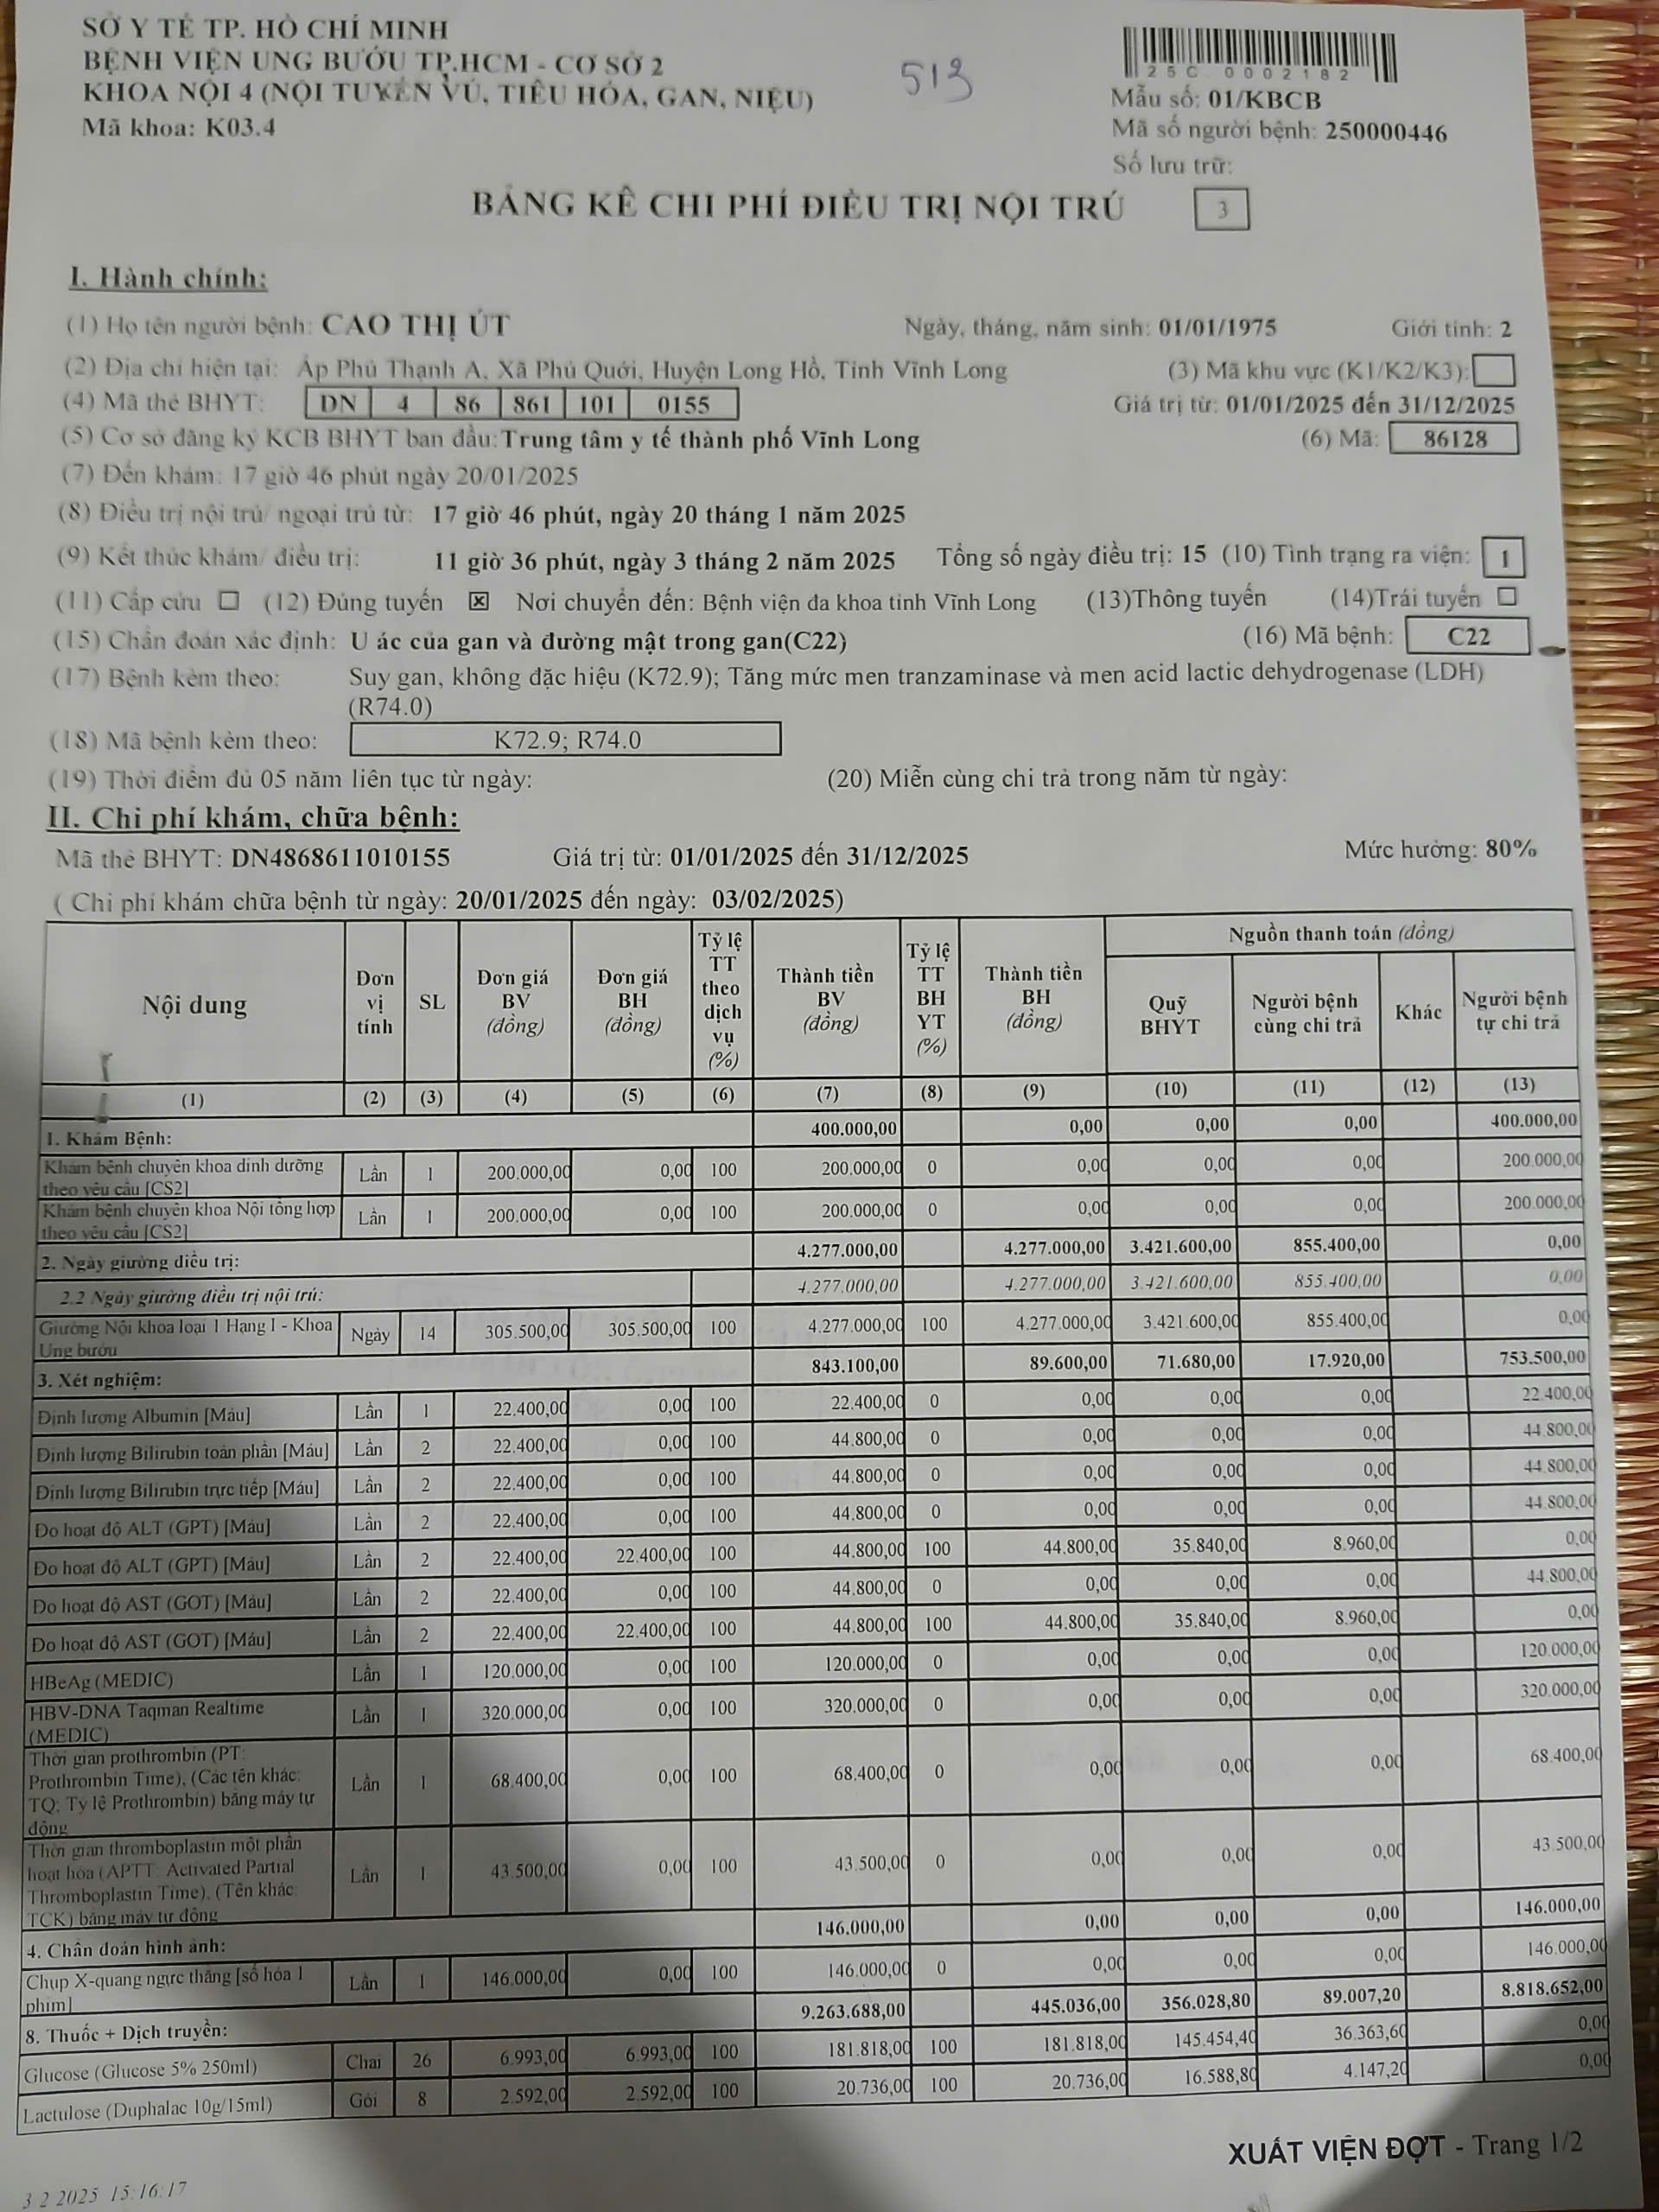 SỞ Y TẾ TP. HỒ CHÍ MINH
BỆNH VIỆN UNG BƯỚU TP.HCM - CƠ SỞ 2
KHOA NỘI 4 (NỘI TUYẾN VÚ, TIÊU HÓA, GAN, NIỆU)
Mã khoa: K03.4
513
25C 0002182
Mẫu số: 01/KBCB
Mã số người bệnh: 250000446
Số lưu trữ:
BẢNG KÊ CHI PHÍ ĐIỀU TRỊ NỘI TRÚ 3
I. Hành chính:
(1) Họ tên người bệnh: CAO THỊ ÚT Ngày, tháng, năm sinh: 01/01/1975 Giới tính: 2
(2) Địa chỉ hiện tại: Ấp Phú Thạnh A, Xã Phú Quới, Huyện Long Hồ, Tỉnh Vĩnh Long (3) Mã khu vực (K1/K2/K3):
(4) Mã thẻ BHYT: DN 4 86 861 101 0155 Giá trị từ: 01/01/2025 đến 31/12/2025
(5) Cơ sở đăng ký KCB BHYT ban đầu: Trung tâm y tế thành phố Vĩnh Long (6) Mã: 86128
(7) Đến khám: 17 giờ 46 phút ngày 20/01/2025
(8) Điều trị nội trú/ ngoại trú từ: 17 giờ 46 phút, ngày 20 tháng 1 năm 2025
(9) Kết thúc khám/ điều trị: 11 giờ 36 phút, ngày 3 tháng 2 năm 2025 Tổng số ngày điều trị: 15 (10) Tình trạng ra viện: 1
(11) Cấp cứu ☐ (12) Đúng tuyến ☒ Nơi chuyển đến: Bệnh viện đa khoa tỉnh Vĩnh Long (13)Thông tuyến (14)Trái tuyến ☐
(15) Chẩn đoán xác định: U ác của gan và đường mật trong gan(C22) (16) Mã bệnh: C22
(17) Bệnh kèm theo: Suy gan, không đặc hiệu (K72.9); Tăng mức men tranzaminase và men acid lactic dehydrogenase (LDH)
(R74.0)
(18) Mã bệnh kèm theo: K72.9; R74.0
(19) Thời điểm đủ 05 năm liên tục từ ngày: (20) Miễn cùng chi trả trong năm từ ngày:
II. Chi phí khám, chữa bệnh:
Mã thẻ BHYT: DN4868611010155 Giá trị từ: 01/01/2025 đến 31/12/2025 Mức hưởng: 80%
( Chi phí khám chữa bệnh từ ngày: 20/01/2025 đến ngày: 03/02/2025)
Nội dung | Đơn vị tính | SL | Đơn giá BV (đồng) | Đơn giá BH (đồng) | Tỷ lệ TT theo dịch vụ (%) | Thành tiền BV (đồng) | Tỷ lệ TT BH YT (%) | Thành tiền BH (đồng) | Nguồn thanh toán (đồng)
Quỹ BHYT | Người bệnh cùng chi trả | Khác | Người bệnh tự chi trả
(1) (2) (3) (4) (5) (6) (7) (8) (9) (10) (11) (12) (13)
1. Khám Bệnh: 400.000,00 0,00 0,00 0,00 400.000,00
Khám bệnh chuyên khoa dinh dưỡng theo yêu cầu [CS2] Lần 1 200.000,00 0,00 100 200.000,00 0 0,00 0,00 0,00 200.000,00
Khám bệnh chuyên khoa Nội tổng hợp theo yêu cầu [CS2] Lần 1 200.000,00 0,00 100 200.000,00 0 0,00 0,00 0,00 200.000,00
2. Ngày giường điều trị: 4.277.000,00 4.277.000,00 3.421.600,00 855.400,00 0,00
2.2 Ngày giường điều trị nội trú: 4.277.000,00 4.277.000,00 3.421.600,00 855.400,00 0,00
Giường Nội khoa loại 1 Hạng I - Khoa Ung bướu Ngày 14 305.500,00 305.500,00 100 4.277.000,00 100 4.277.000,00 3.421.600,00 855.400,00 0,00
3. Xét nghiệm: 843.100,00 89.600,00 71.680,00 17.920,00 753.500,00
Định lượng Albumin [Máu] Lần 1 22.400,00 0,00 100 22.400,00 0 0,00 0,00 0,00 22.400,00
Định lượng Bilirubin toàn phần [Máu] Lần 2 22.400,00 0,00 100 44.800,00 0 0,00 0,00 0,00 44.800,00
Định lượng Bilirubin trực tiếp [Máu] Lần 2 22.400,00 0,00 100 44.800,00 0 0,00 0,00 0,00 44.800,00
Đo hoạt độ ALT (GPT) [Máu] Lần 2 22.400,00 0,00 100 44.800,00 0 0,00 0,00 0,00 44.800,00
Đo hoạt độ ALT (GPT) [Máu] Lần 2 22.400,00 22.400,00 100 44.800,00 100 44.800,00 35.840,00 8.960,00 0,00
Đo hoạt độ AST (GOT) [Máu] Lần 2 22.400,00 0,00 100 44.800,00 0 0,00 0,00 0,00 44.800,00
Đo hoạt độ AST (GOT) [Máu] Lần 2 22.400,00 22.400,00 100 44.800,00 100 44.800,00 35.840,00 8.960,00 0,00
HBeAg (MEDIC) Lần 1 120.000,00 0,00 100 120.000,00 0 0,00 0,00 0,00 120.000,00
HBV-DNA Taqman Realtime (MEDIC) Lần 1 320.000,00 0,00 100 320.000,00 0 0,00 0,00 0,00 320.000,00
Thời gian prothrombin (PT: Prothrombin Time), (Các tên khác: TQ; Tỷ lệ Prothrombin) bằng máy tự động Lần 1 68.400,00 0,00 100 68.400,00 0 0,00 0,00 0,00 68.400,00
Thời gian thromboplastin một phần hoạt hóa (APTT: Activated Partial Thromboplastin Time), (Tên khác: TCK) bằng máy tự động Lần 1 43.500,00 0,00 100 43.500,00 0 0,00 0,00 0,00 43.500,00
4. Chẩn đoán hình ảnh: 146.000,00 0,00 0,00 0,00 146.000,00
Chụp X-quang ngực thẳng [số hóa 1 phim] Lần 1 146.000,00 0,00 100 146.000,00 0 0,00 0,00 0,00 146.000,00
8. Thuốc + Dịch truyền: 9.263.688,00 445.036,00 356.028,80 89.007,20 8.818.652,00
Glucose (Glucose 5% 250ml) Chai 26 6.993,00 6.993,00 100 181.818,00 100 181.818,00 145.454,40 36.363,60 0,00
Lactulose (Duphalac 10g/15ml) Gói 8 2.592,00 2.592,00 100 20.736,00 100 20.736,00 16.588,80 4.147,20 0,00
XUẤT VIỆN ĐỢT - Trang 1/2
3 2 2025 15:16:17